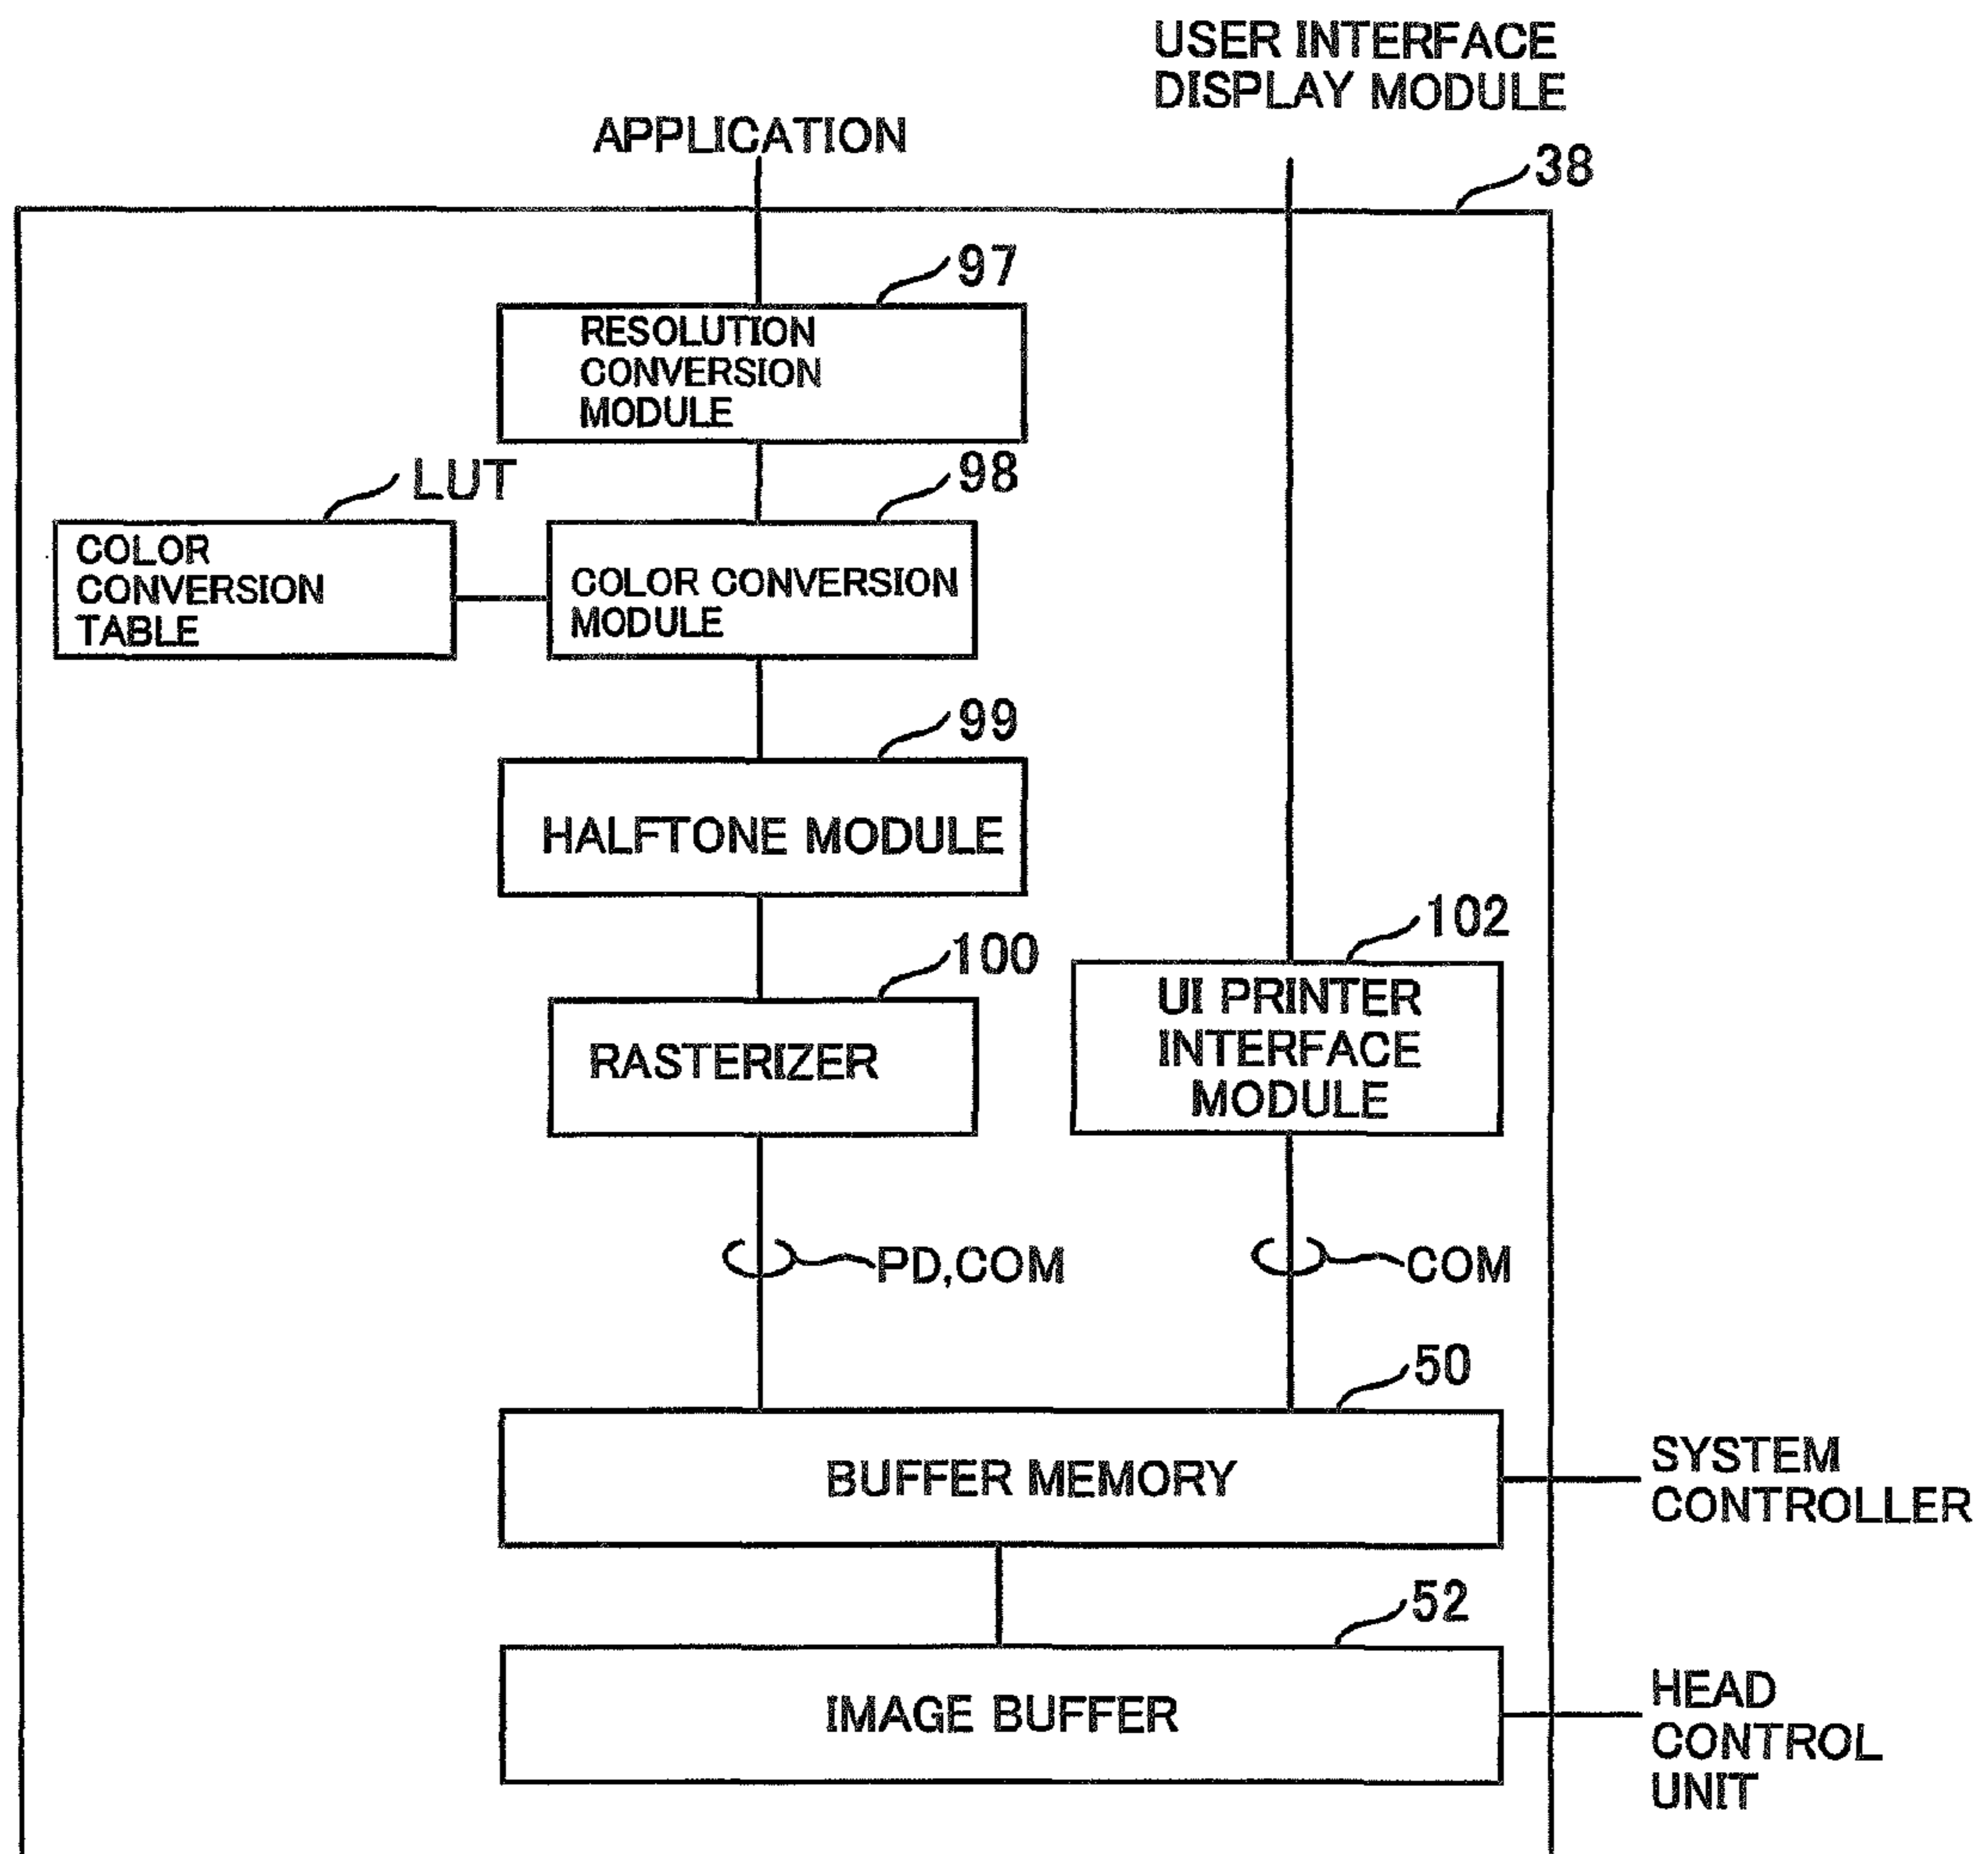 USER INTERFACE
DISPLAY MODULE
APPLICATION
38
97
RESOLUTION
CONVERSION
MODULE
LUT
98
COLOR
CONVERSION
TABLE
COLOR CONVERSION
MODULE
99
HALFTONE MODULE
102
100
UI PRINTER
INTERFACE
MODULE
RASTERIZER
PD,COM
COM
50
BUFFER MEMORY
SYSTEM
CONTROLLER
52
IMAGE BUFFER
HEAD
CONTROL
UNIT